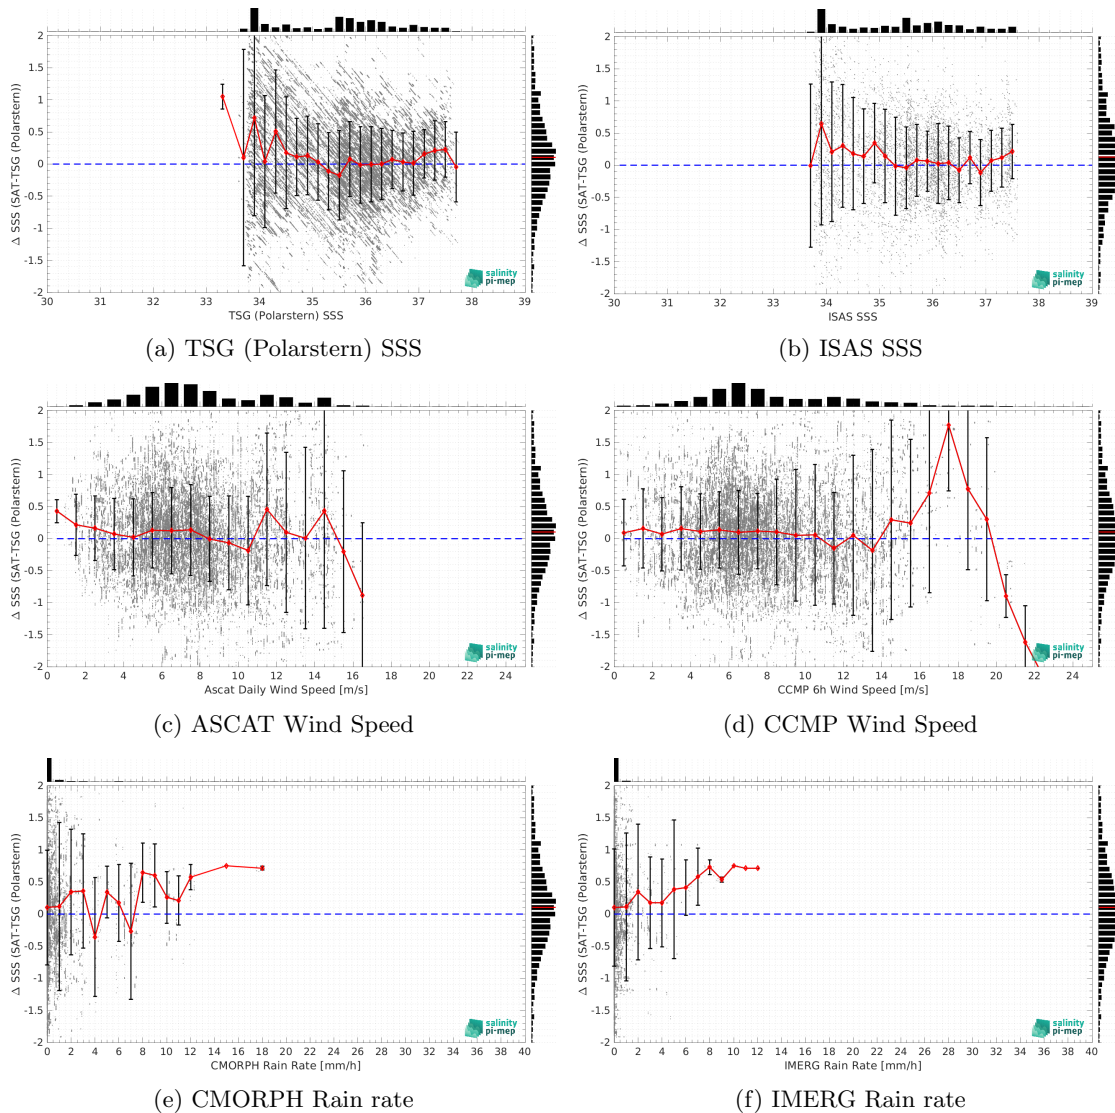 2
1.5
1
0.5
0
-0.5
-1
-1.5
-2
Δ SSS (SAT-TSG (Polarstern))
30 31 32 33 34 35 36 37 38 39
TSG (Polarstern) SSS
salinity
pi-mep
(a) TSG (Polarstern) SSS
2
1.5
1
0.5
0
-0.5
-1
-1.5
-2
Δ SSS (SAT-TSG (Polarstern))
30 31 32 33 34 35 36 37 38 39
ISAS SSS
salinity
pi-mep
(b) ISAS SSS
2
1.5
1
0.5
0
-0.5
-1
-1.5
-2
Δ SSS (SAT-TSG (Polarstern))
0 2 4 6 8 10 12 14 16 18 20 22 24
Ascat Daily Wind Speed [m/s]
salinity
pi-mep
(c) ASCAT Wind Speed
2
1.5
1
0.5
0
-0.5
-1
-1.5
-2
Δ SSS (SAT-TSG (Polarstern))
0 2 4 6 8 10 12 14 16 18 20 22 24
CCMP 6h Wind Speed [m/s]
salinity
pi-mep
(d) CCMP Wind Speed
2
1.5
1
0.5
0
-0.5
-1
-1.5
-2
Δ SSS (SAT-TSG (Polarstern))
0 2 4 6 8 10 12 14 16 18 20 22 24 26 28 30 32 34 36 38 40
CMORPH Rain Rate [mm/h]
salinity
pi-mep
(e) CMORPH Rain rate
2
1.5
1
0.5
0
-0.5
-1
-1.5
-2
Δ SSS (SAT-TSG (Polarstern))
0 2 4 6 8 10 12 14 16 18 20 22 24 26 28 30 32 34 36 38 40
IMERG Rain Rate [mm/h]
salinity
pi-mep
(f) IMERG Rain rate